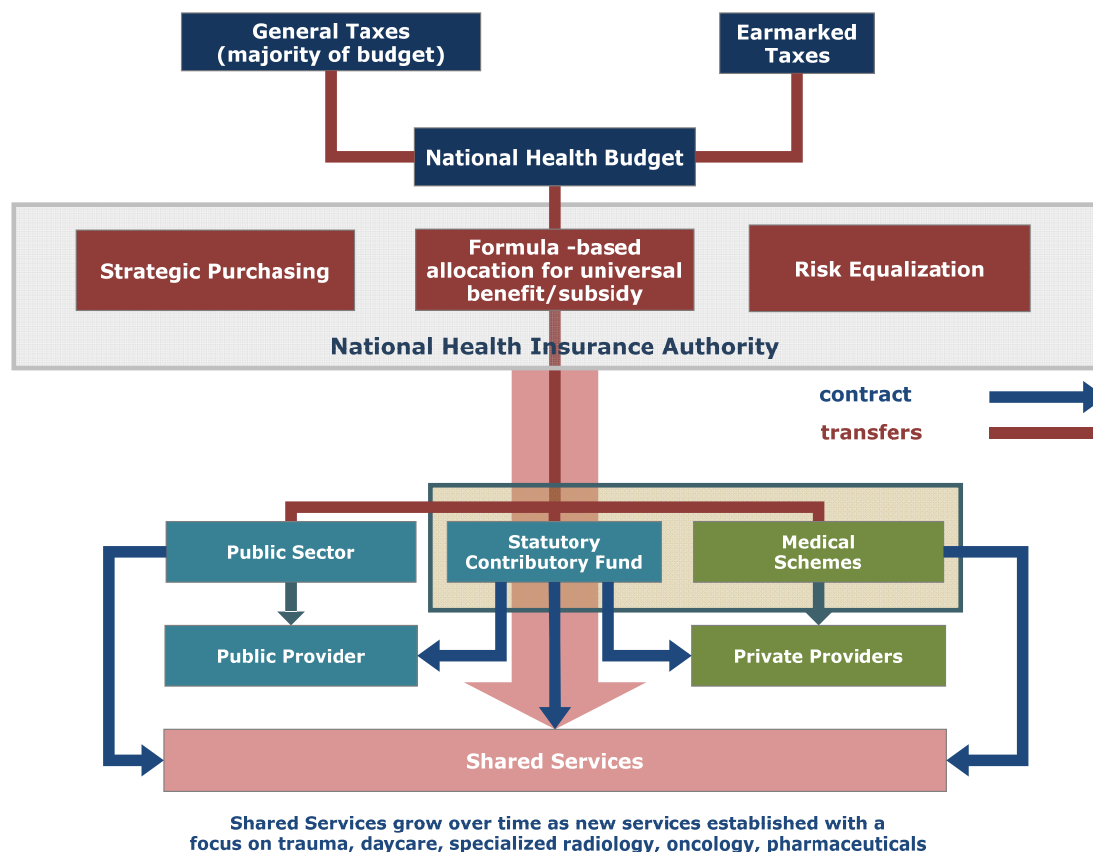 General Taxes
(majority of budget)
Earmarked
Taxes
National Health Budget
Strategic Purchasing
Formula -based
allocation for universal
benefit/subsidy
Risk Equalization
National Health Insurance Authority
contract
transfers
Public Sector
Statutory
Contributory Fund
Medical
Schemes
Public Provider
Private Providers
Shared Services
Shared Services grow over time as new services established with a
focus on trauma, daycare, specialized radiology, oncology, pharmaceuticals